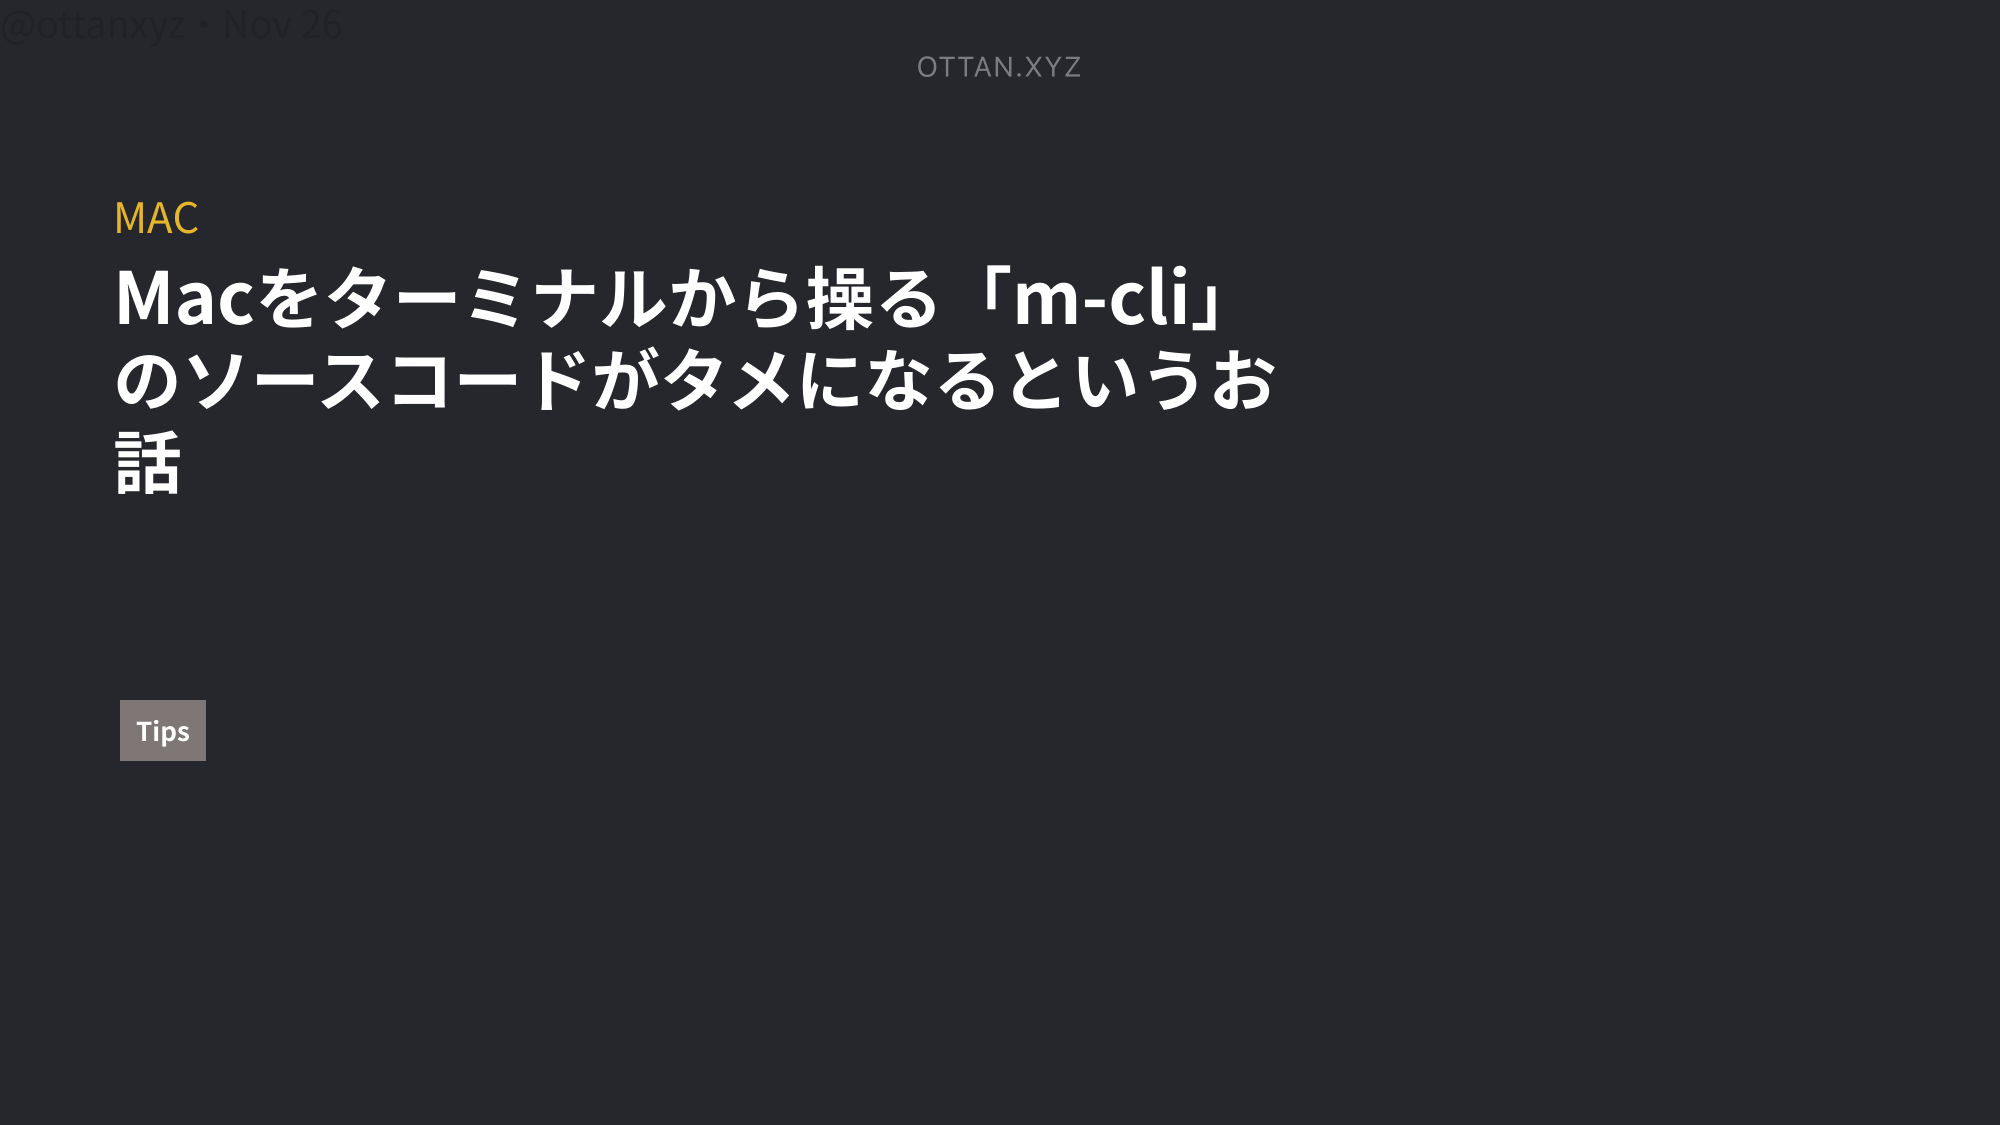 @ottanxyz・Nov 26
OTTAN.XYZ
MAC
Macをターミナルから操る「m-cli」
のソースコードがタメになるというお
話
Tips